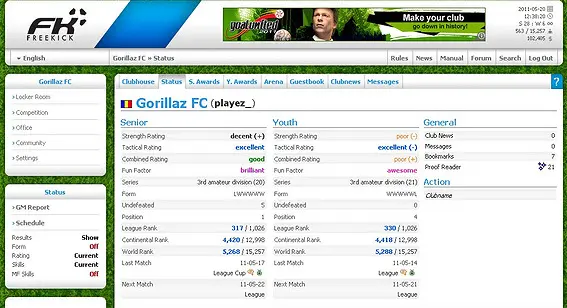 FK
FREEKICK
goalunited
2011
Make your club
go down in history!
2011-05-20
12:38:20
S 28 / W 6
563 / 15,257
102,405
English
Gorillaz FC » Status
Rules News Manual Forum Search Log Out
Gorillaz FC
Locker Room
Competition
Office
Community
Settings
Status
GM Report
Schedule
Results Show
Form Off
Rating Current
Skills Current
MF Skills Off
Clubhouse Status S. Awards Y. Awards Arena Guestbook Clubnews Messages ?
Gorillaz FC (playez_)
Senior
Strength Rating decent (+)
Tactical Rating excellent
Combined Rating good
Fun Factor brilliant
Series 3rd amateur division (20)
Form LWWWWW
Undefeated 5
Position 1
League Rank 317 / 1,026
Continental Rank 4,420 / 12,998
World Rank 5,268 / 15,257
Last Match 11-05-17
League Cup
Next Match 11-05-22
League
Youth
Strength Rating poor (-)
Tactical Rating excellent (-)
Combined Rating poor (+)
Fun Factor awesome
Series 3rd amateur division (21)
Form WWWWWL
Undefeated 0
Position 4
League Rank 330 / 1,026
Continental Rank 4,418 / 12,998
World Rank 5,288 / 15,257
Last Match 11-05-14
League
Next Match 11-05-21
League
General
Club News 0
Messages 0
Bookmarks 7
Proof Reader 21
Action
Clubname